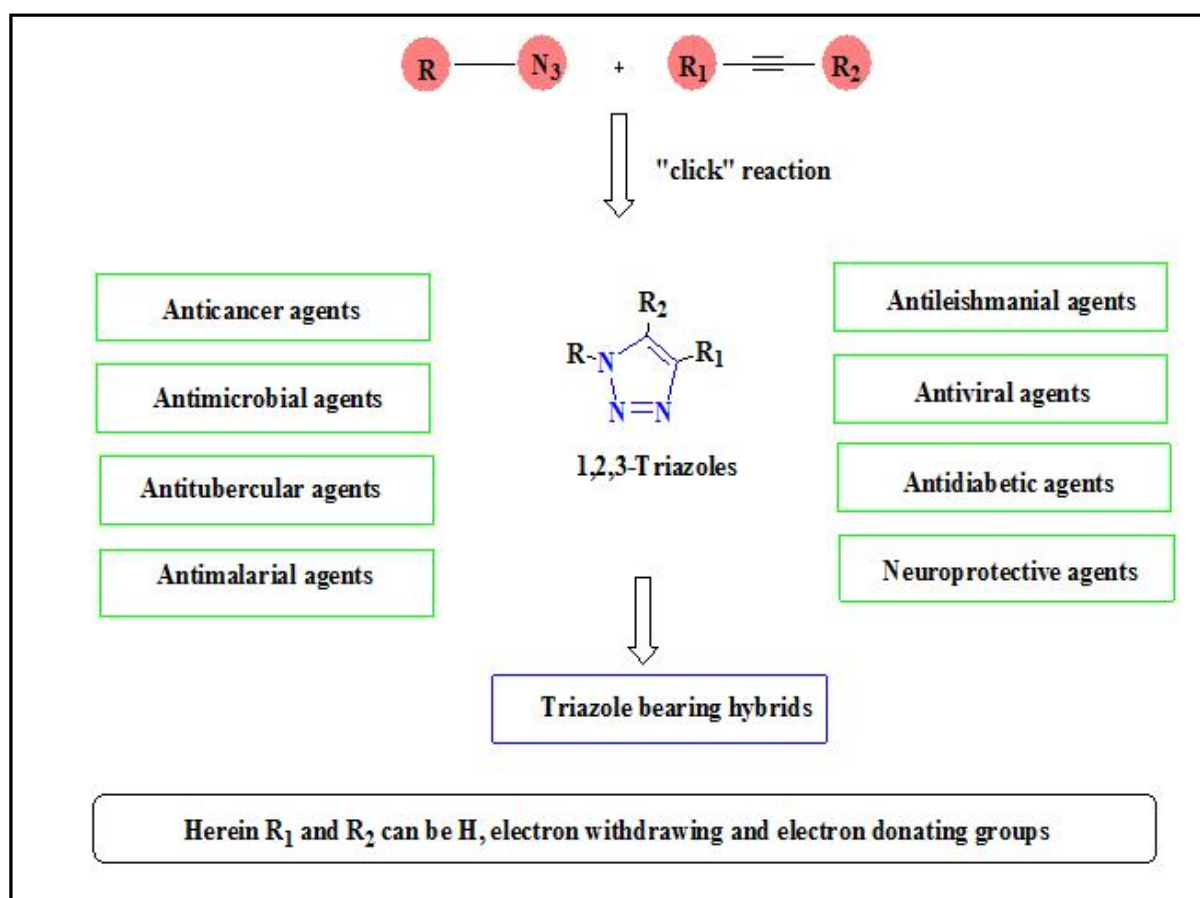 R N₃ + R₁ R₂
"click" reaction
Anticancer agents
Antimicrobial agents
Antitubercular agents
Antimalarial agents
R₂
R-N R₁
N=N
1,2,3-Triazoles
Antileishmanial agents
Antiviral agents
Antidiabetic agents
Neuroprotective agents
Triazole bearing hybrids
Herein R₁ and R₂ can be H, electron withdrawing and electron donating groups